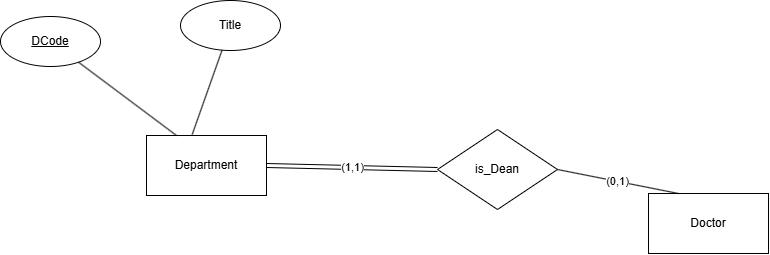 DCode
Title
Department
(1,1)
is_Dean
(0,1)
Doctor